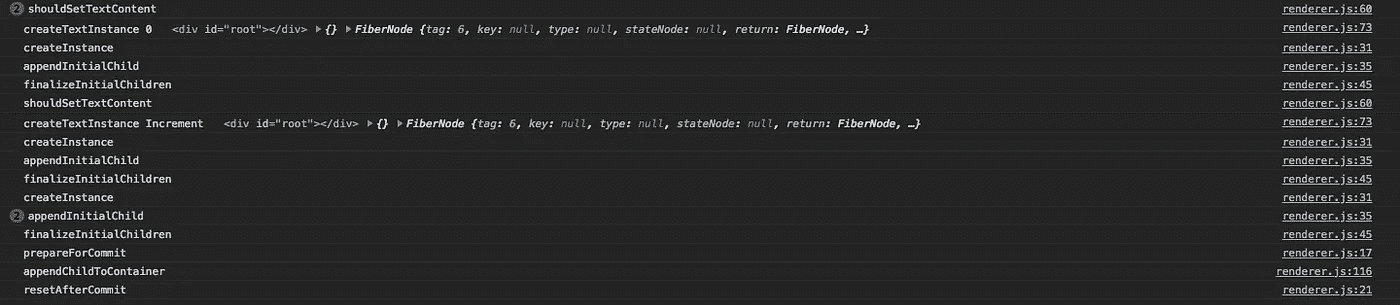 2 shouldSetTextContent renderer.js:60
createTextInstance 0 <div id="root"></div> ▶{} ▶FiberNode {tag: 6, key: null, type: null, stateNode: null, return: FiberNode, …} renderer.js:73
createInstance renderer.js:31
appendInitialChild renderer.js:35
finalizeInitialChildren renderer.js:45
shouldSetTextContent renderer.js:60
createTextInstance Increment <div id="root"></div> ▶{} ▶FiberNode {tag: 6, key: null, type: null, stateNode: null, return: FiberNode, …} renderer.js:73
createInstance renderer.js:31
appendInitialChild renderer.js:35
finalizeInitialChildren renderer.js:45
createInstance renderer.js:31
2 appendInitialChild renderer.js:35
finalizeInitialChildren renderer.js:45
prepareForCommit renderer.js:17
appendChildToContainer renderer.js:116
resetAfterCommit renderer.js:21